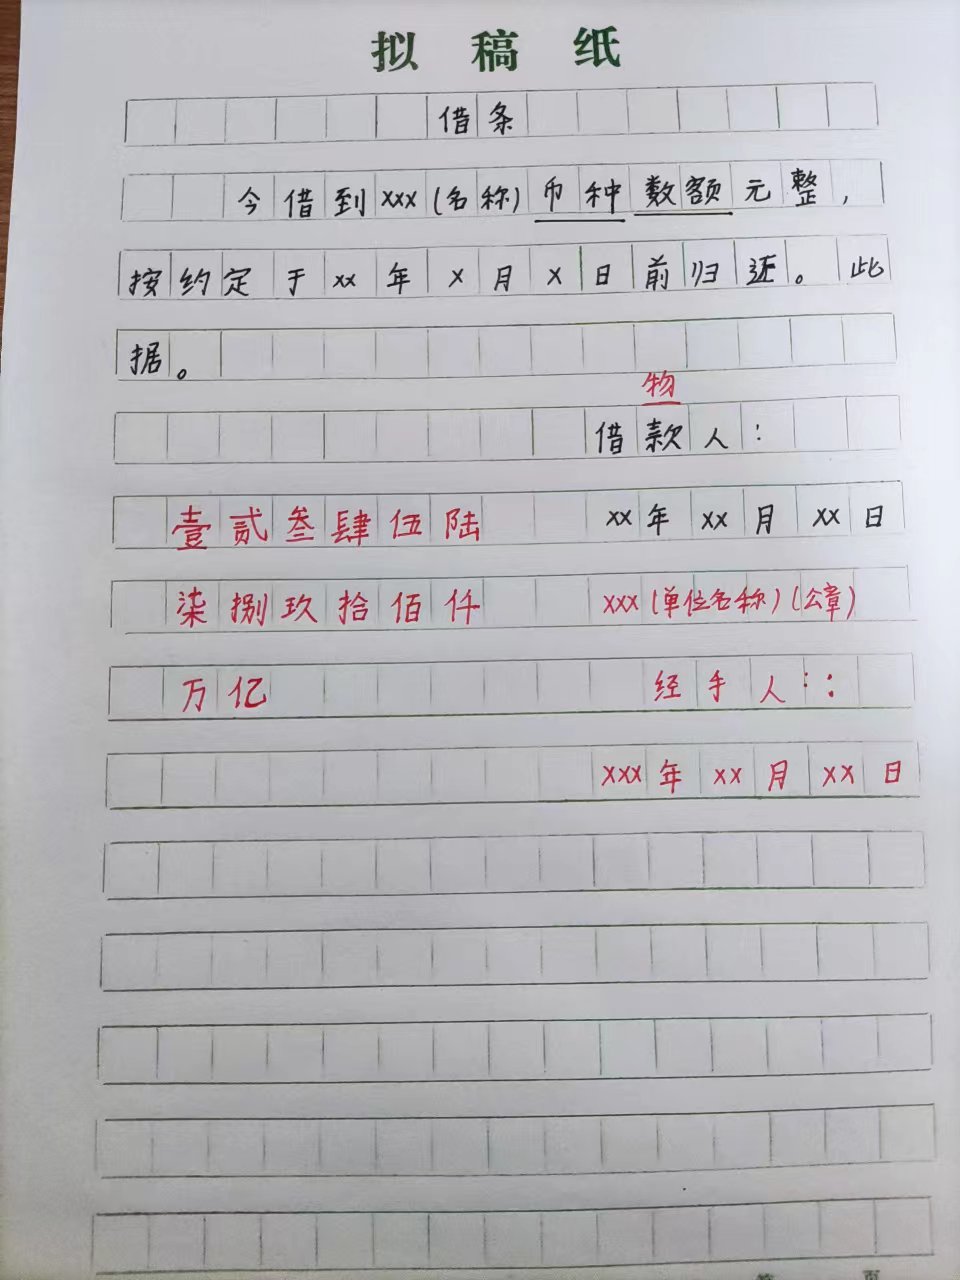 拟稿纸
借条
今借到xxx(名称)币种数额元整,
按约定于xx年x月x日前归还。此
据。
物
借款人:
壹贰叁肆伍陆 xx年xx月xx日
柒捌玖拾佰仟 xxx(单位名称)(公章)
万亿 经手人::
xxx年xx月xx日